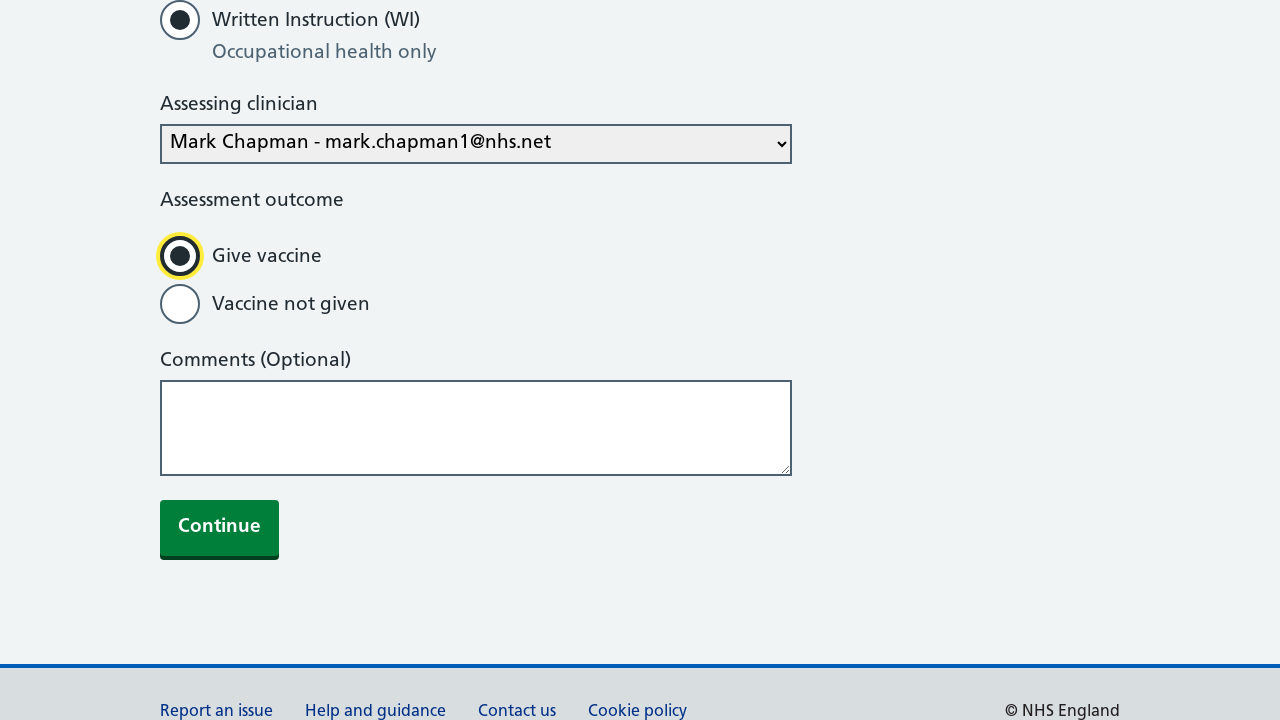 Written Instruction (WI)
Occupational health only
Assessing clinician
Mark Chapman - mark.chapman1@nhs.net
Assessment outcome
Give vaccine
Vaccine not given
Comments (Optional)
Continue
Report an issue Help and guidance Contact us Cookie policy © NHS England